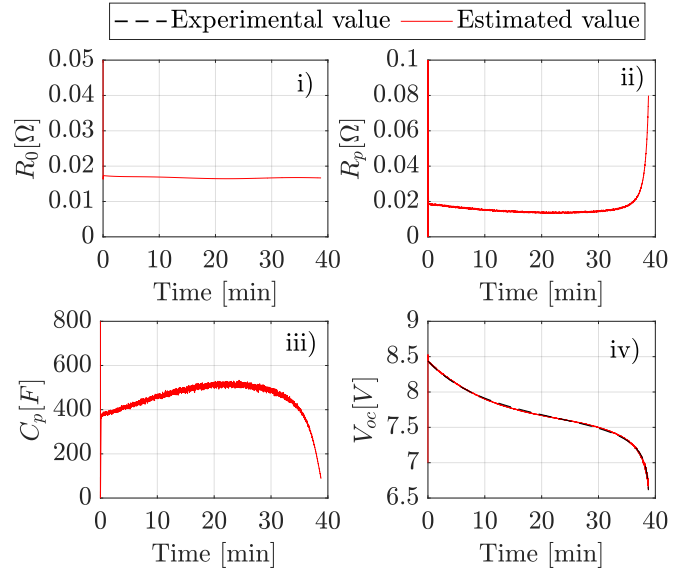 Experimental value Estimated value
i)
0.05
0.04
0.03
0.02
0.01
0
R0[Ω]
0 10 20 30 40
Time [min]
ii)
0.1
0.08
0.06
0.04
0.02
0
Rp[Ω]
0 10 20 30 40
Time [min]
iii)
800
600
400
200
0
Cp[F]
0 10 20 30 40
Time [min]
iv)
9
8.5
8
7.5
7
6.5
Voc[V]
0 10 20 30 40
Time [min]